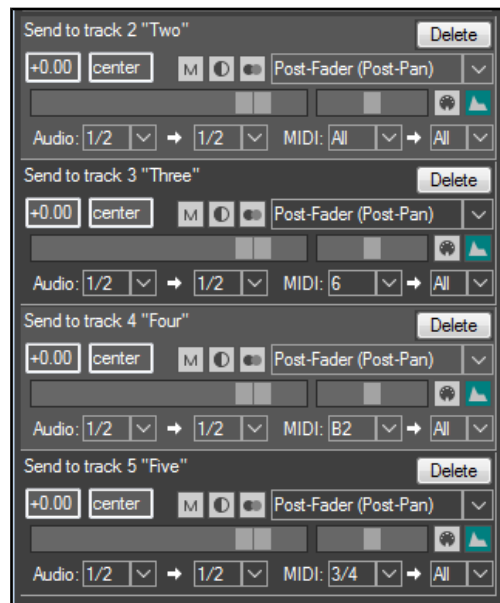 Send to track 2 "Two" Delete
+0.00 center M Post-Fader (Post-Pan)
Audio: 1/2 → 1/2 MIDI: All → All
Send to track 3 "Three" Delete
+0.00 center M Post-Fader (Post-Pan)
Audio: 1/2 → 1/2 MIDI: 6 → All
Send to track 4 "Four" Delete
+0.00 center M Post-Fader (Post-Pan)
Audio: 1/2 → 1/2 MIDI: B2 → All
Send to track 5 "Five" Delete
+0.00 center M Post-Fader (Post-Pan)
Audio: 1/2 → 1/2 MIDI: 3/4 → All